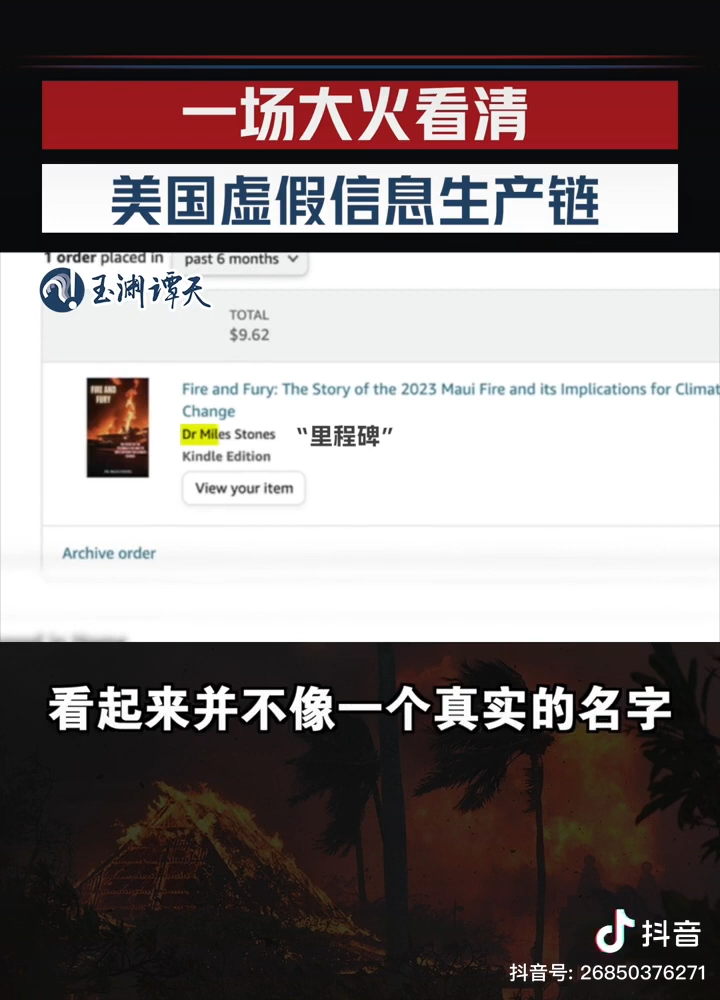 一场大火看清
美国虚假信息生产链
1 order placed in past 6 months
玉渊谭天
TOTAL
$9.62
FIRE AND
FURY
Fire and Fury: The Story of the 2023 Maui Fire and its Implications for Climat
Change
Dr Miles Stones
“里程碑”
Kindle Edition
View your item
Archive order
看起来并不像一个真实的名字
抖音
抖音号: 26850376271